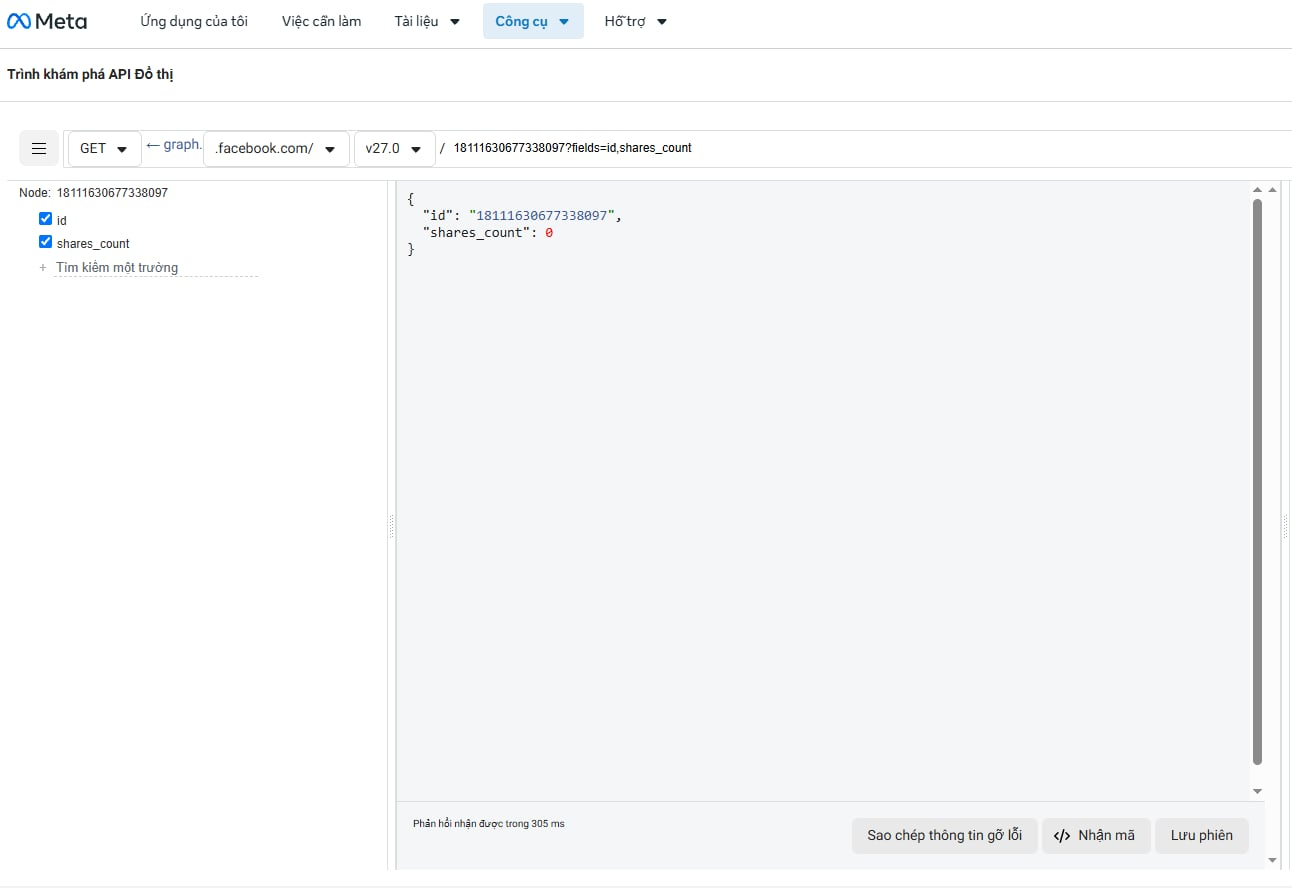 Meta Ứng dụng của tôi Việc cần làm Tài liệu Công cụ Hỗ trợ
Trình khám phá API Đồ thị
GET ← graph. .facebook.com/ v27.0 / 18111630677338097?fields=id,shares_count
Node: 18111630677338097
id
shares_count
+ Tìm kiếm một trường
{
"id": "18111630677338097",
"shares_count": 0
}
Phản hồi nhận được trong 305 ms
Sao chép thông tin gỡ lỗi </> Nhận mã Lưu phiên